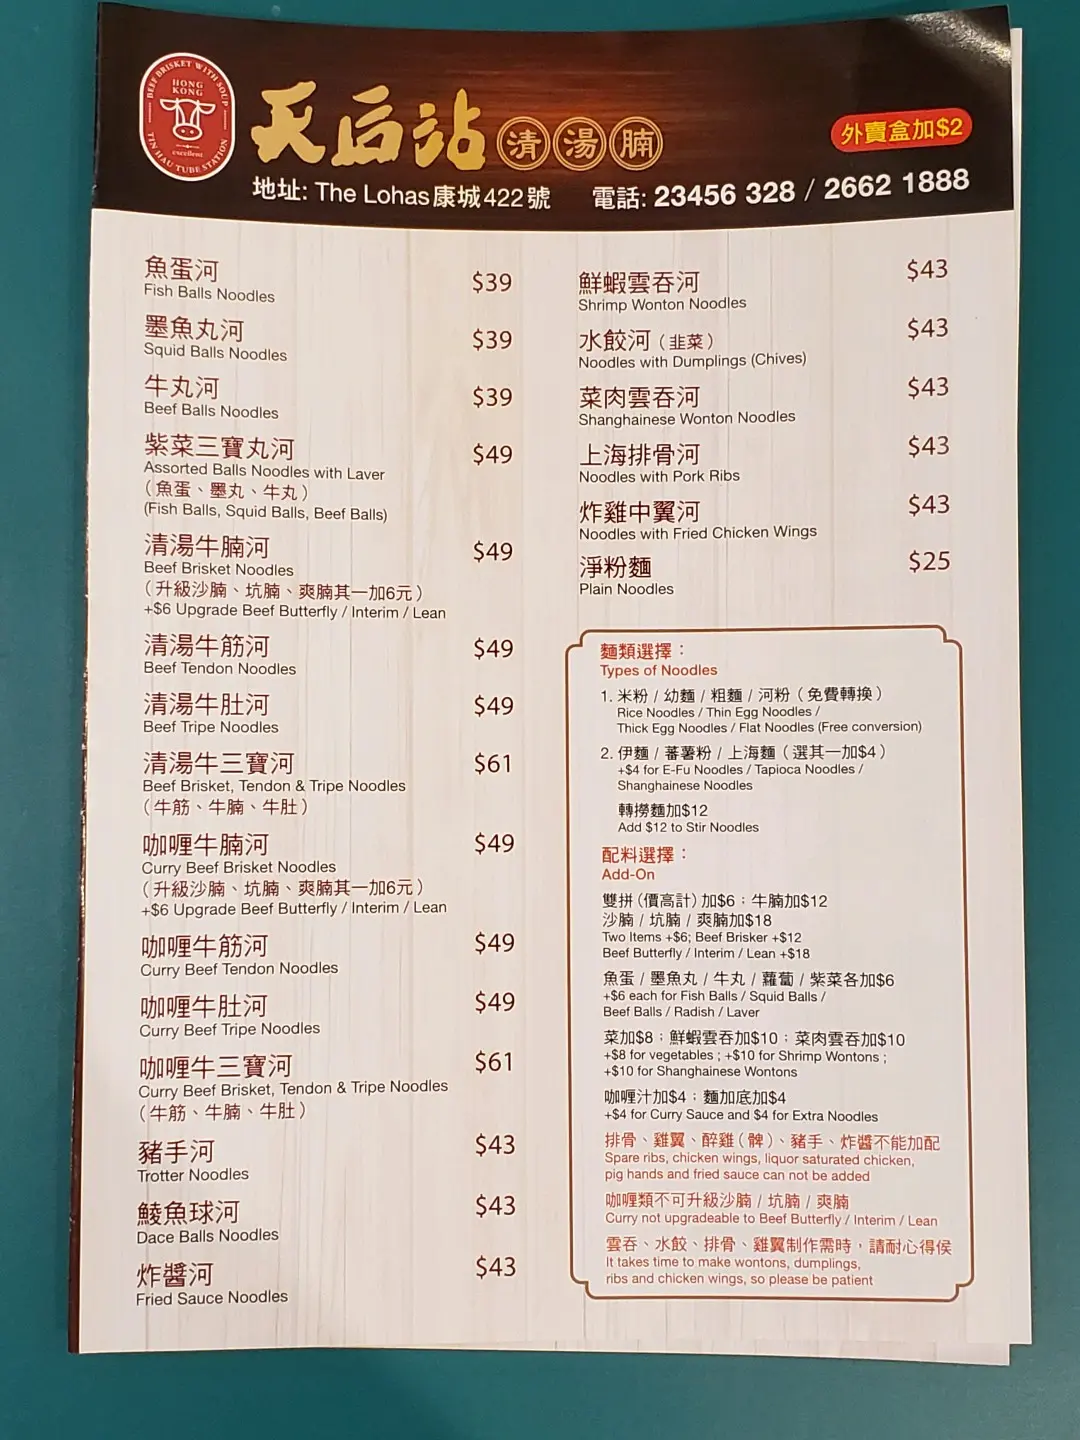 BEEF BRISKET WITH SOUP
HONG
KONG
excellent
TIN HAU TUBE STATION
天后站清湯腩
外賣盒加$2
地址: The Lohas康城422號 電話: 23456 328 / 2662 1888
魚蛋河 $39
Fish Balls Noodles
墨魚丸河 $39
Squid Balls Noodles
牛丸河 $39
Beef Balls Noodles
紫菜三寶丸河 $49
Assorted Balls Noodles with Laver
（魚蛋、墨丸、牛丸）
(Fish Balls, Squid Balls, Beef Balls)
清湯牛腩河 $49
Beef Brisket Noodles
（升級沙腩、坑腩、爽腩其一加6元）
+$6 Upgrade Beef Butterfly / Interim / Lean
清湯牛筋河 $49
Beef Tendon Noodles
清湯牛肚河 $49
Beef Tripe Noodles
清湯牛三寶河 $61
Beef Brisket, Tendon & Tripe Noodles
（牛筋、牛腩、牛肚）
咖喱牛腩河 $49
Curry Beef Brisket Noodles
（升級沙腩、坑腩、爽腩其一加6元）
+$6 Upgrade Beef Butterfly / Interim / Lean
咖喱牛筋河 $49
Curry Beef Tendon Noodles
咖喱牛肚河 $49
Curry Beef Tripe Noodles
咖喱牛三寶河 $61
Curry Beef Brisket, Tendon & Tripe Noodles
（牛筋、牛腩、牛肚）
豬手河 $43
Trotter Noodles
鯪魚球河 $43
Dace Balls Noodles
炸醬河 $43
Fried Sauce Noodles
鮮蝦雲吞河 $43
Shrimp Wonton Noodles
水餃河（韭菜） $43
Noodles with Dumplings (Chives)
菜肉雲吞河 $43
Shanghainese Wonton Noodles
上海排骨河 $43
Noodles with Pork Ribs
炸雞中翼河 $43
Noodles with Fried Chicken Wings
淨粉麵 $25
Plain Noodles
麵類選擇：
Types of Noodles
1. 米粉 / 幼麵 / 粗麵 / 河粉（免費轉換）
Rice Noodles / Thin Egg Noodles /
Thick Egg Noodles / Flat Noodles (Free conversion)
2. 伊麵 / 蕃薯粉 / 上海麵（選其一加$4）
+$4 for E-Fu Noodles / Tapioca Noodles /
Shanghainese Noodles
轉撈麵加$12
Add $12 to Stir Noodles
配料選擇：
Add-On
雙拼(價高計)加$6；牛腩加$12
沙腩 / 坑腩 / 爽腩加$18
Two Items +$6; Beef Brisker +$12
Beef Butterfly / Interim / Lean +$18
魚蛋 / 墨魚丸 / 牛丸 / 蘿蔔 / 紫菜各加$6
+$6 each for Fish Balls / Squid Balls /
Beef Balls / Radish / Laver
菜加$8；鮮蝦雲吞加$10；菜肉雲吞加$10
+$8 for vegetables ; +$10 for Shrimp Wontons ;
+$10 for Shanghainese Wontons
咖喱汁加$4；麵加底加$4
+$4 for Curry Sauce and $4 for Extra Noodles
排骨、雞翼、醉雞（髀）、豬手、炸醬不能加配
Spare ribs, chicken wings, liquor saturated chicken,
pig hands and fried sauce can not be added
咖喱類不可升級沙腩 / 坑腩 / 爽腩
Curry not upgradeable to Beef Butterfly / Interim / Lean
雲吞、水餃、排骨、雞翼制作需時，請耐心得侯
It takes time to make wontons, dumplings,
ribs and chicken wings, so please be patient